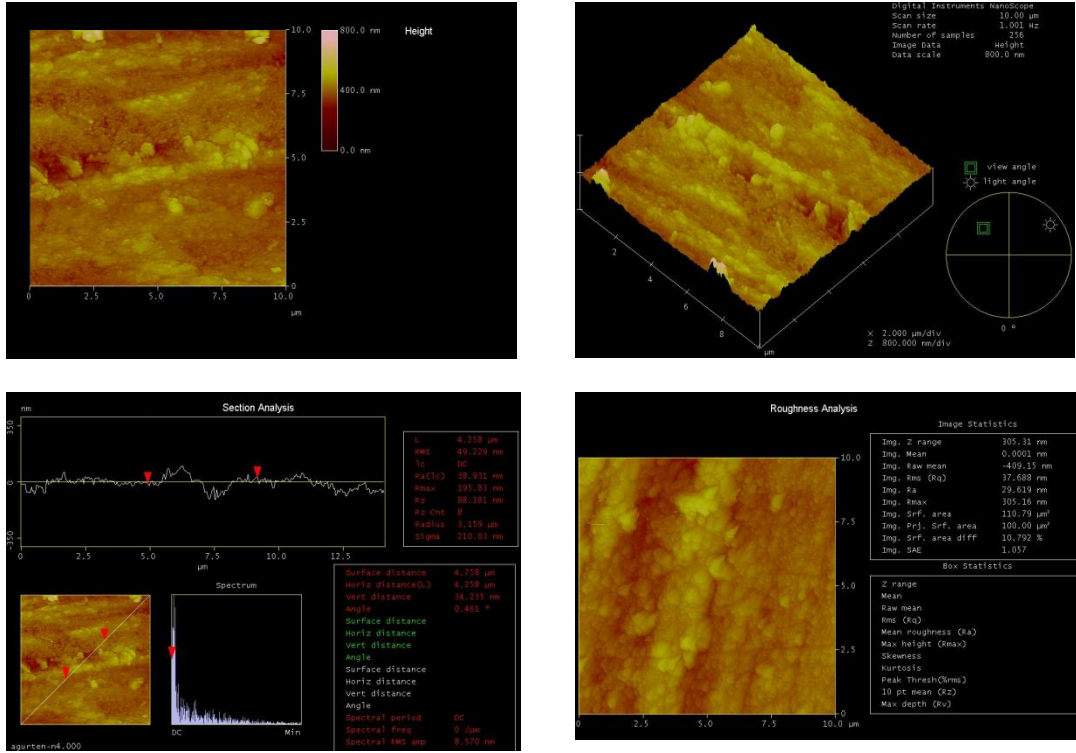 Height
10.0
7.5
5.0
2.5
0
0 2.5 5.0 7.5 10.0
µm
800.0 nm
400.0 nm
0.0 nm
Digital Instruments NanoScope
Scan size 10.00 µm
Scan rate 1.001 Hz
Number of samples 256
Image Data Height
Data scale 800.0 nm
view angle
light angle
2
4
6
8
µm
X 2.000 µm/div
Z 800.000 nm/div
0 °
Section Analysis
nm
350
0
-350
0 2.5 5.0 7.5 10.0 12.5
µm
L 4.258 µm
RMS 49.229 nm
lc DC
Ra(lc) 38.931 nm
Rmax 195.83 nm
Rz 88.381 nm
Rz Cnt 8
Radius 3.159 µm
Sigma 210.03 nm
Spectrum
DC Min
Surface distance 4.758 µm
Horiz distance(L) 4.258 µm
Vert distance 34.235 nm
Angle 0.461 °
Surface distance
Horiz distance
Vert distance
Angle
Surface distance
Horiz distance
Vert distance
Angle
Spectral period DC
Spectral freq 0 /µm
Spectral RMS amp 8.570 nm
agurten-n4.000
Roughness Analysis
10.0
7.5
5.0
2.5
0
0 2.5 5.0 7.5 10.0
µm
Image Statistics
Img. Z range 305.31 nm
Img. Mean 0.0001 nm
Img. Raw mean -409.15 nm
Img. Rms (Rq) 37.688 nm
Img. Ra 29.619 nm
Img. Rmax 305.16 nm
Img. Srf. area 110.79 µm²
Img. Prj. Srf. area 100.00 µm²
Img. Srf. area diff 10.792 %
Img. SAE 1.057
Box Statistics
Z range
Mean
Raw mean
Rms (Rq)
Mean roughness (Ra)
Max height (Rmax)
Skewness
Kurtosis
Peak Thresh(%rms)
10 pt mean (Rz)
Max depth (Rv)